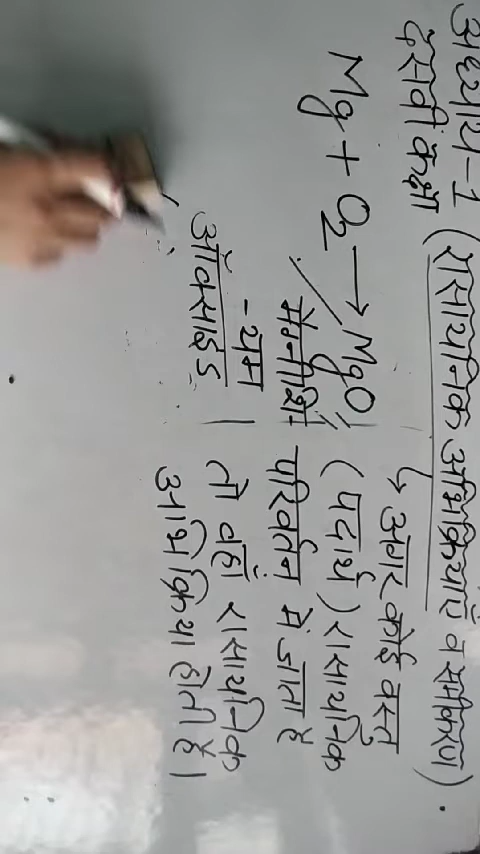 अध्याय-1 (रासायनिक अभिक्रियाएं व समीकरण)
दसवीं कक्षा
Mg + O₂ → MgO
मैग्नीशि
-यम
ऑक्साइड
↳ अगर कोई वस्तु
(पदार्थ) रासायनिक
परिवर्तन में जाता है
तो वहां रासायनिक
अभिक्रिया होती है।